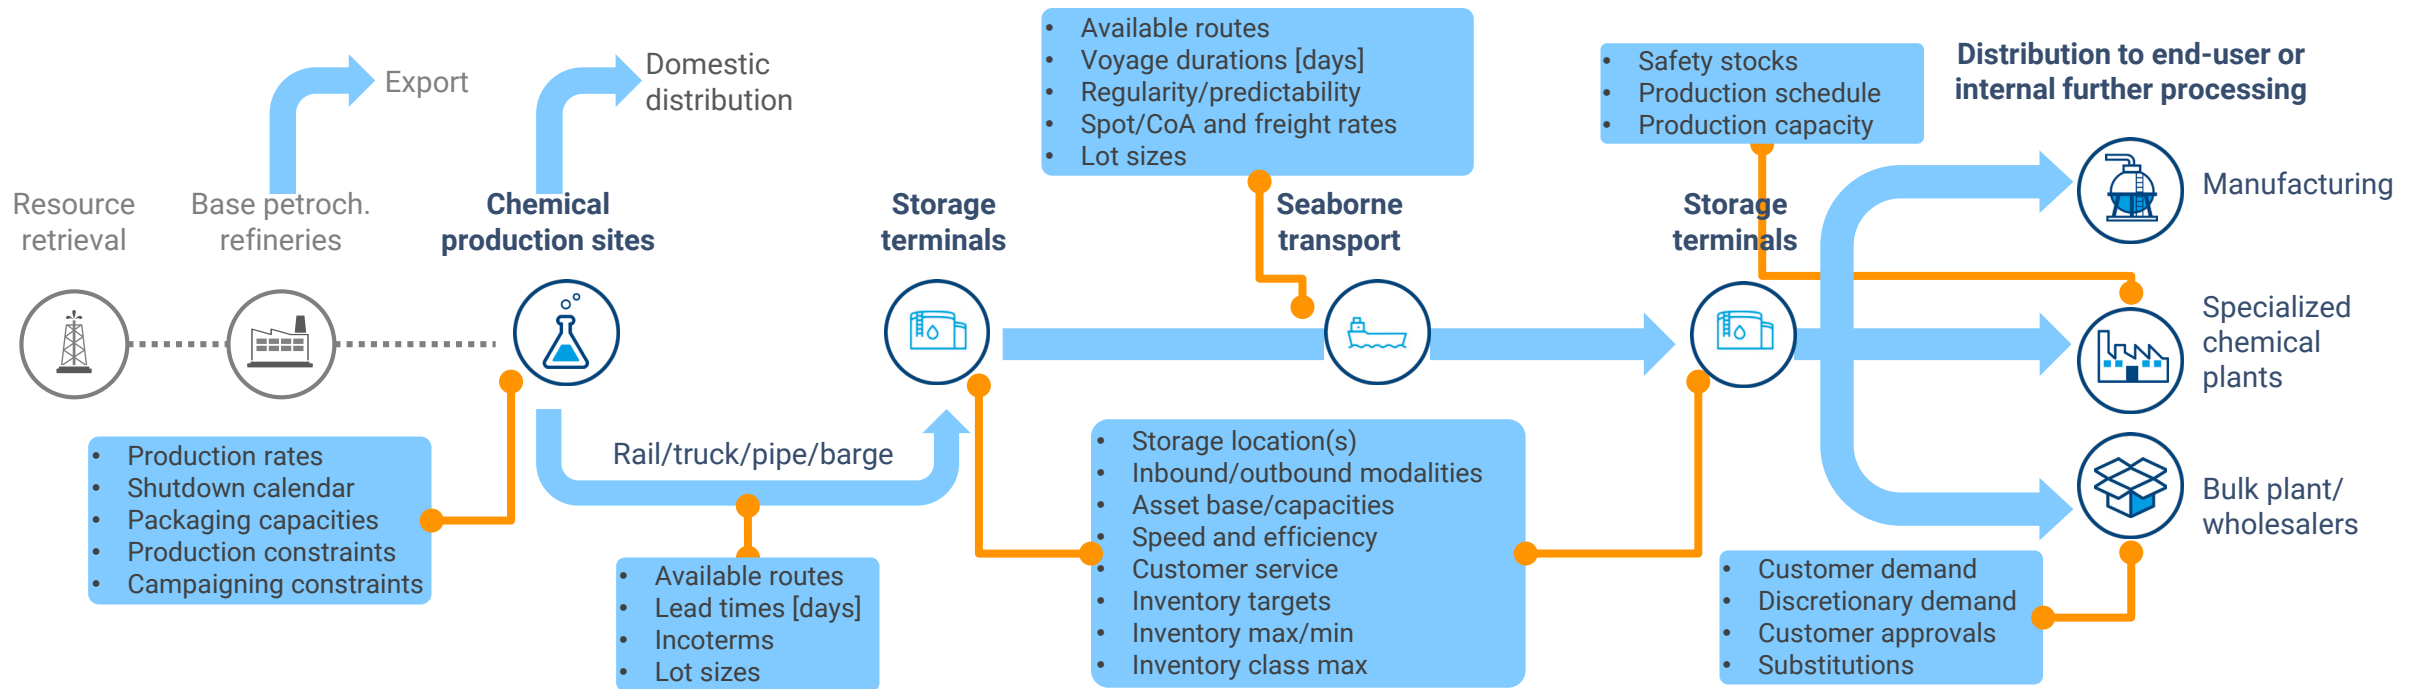 Export
Domestic
distribution
• Available routes
• Voyage durations [days]
• Regularity/predictability
• Spot/CoA and freight rates
• Lot sizes
• Safety stocks
• Production schedule
• Production capacity
Distribution to end-user or
internal further processing
Resource
retrieval
Base petroch.
refineries
Chemical
production sites
Storage
terminals
Seaborne
transport
Storage
terminals
Manufacturing
Specialized
chemical
plants
Bulk plant/
wholesalers
• Production rates
• Shutdown calendar
• Packaging capacities
• Production constraints
• Campaigning constraints
Rail/truck/pipe/barge
• Available routes
• Lead times [days]
• Incoterms
• Lot sizes
• Storage location(s)
• Inbound/outbound modalities
• Asset base/capacities
• Speed and efficiency
• Customer service
• Inventory targets
• Inventory max/min
• Inventory class max
• Customer demand
• Discretionary demand
• Customer approvals
• Substitutions